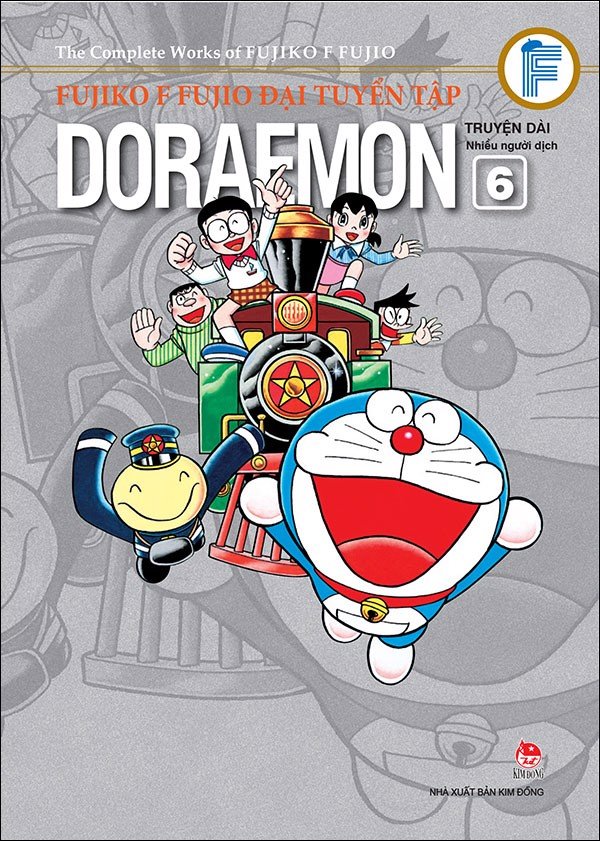 The Complete Works of FUJIKO F FUJIO
F
FUJIKO F FUJIO ĐẠI TUYỂN TẬP
DORAEMON
TRUYỆN DÀI
Nhiều người dịch
6
KIM ĐỒNG
NHÀ XUẤT BẢN KIM ĐỒNG